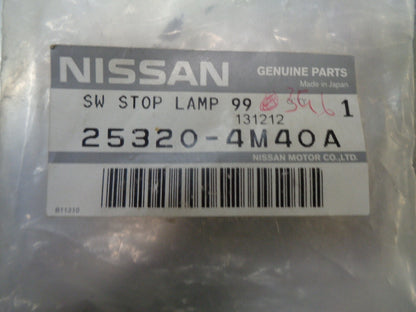 NISSAN GENUINE PARTS
Made in Japan
SW STOP LAMP 99 1
131212
25320-4M40A
NISSAN MOTOR CO.,LTD.